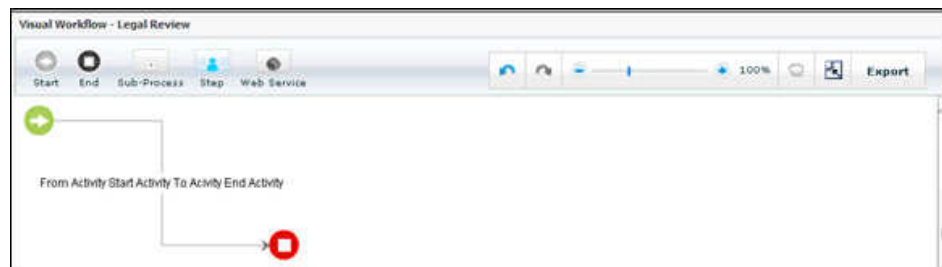 Visual Workflow - Legal Review
Start End Sub-Process Step Web Service 100% Export
From Activity Start Activity To Acivity End Activity